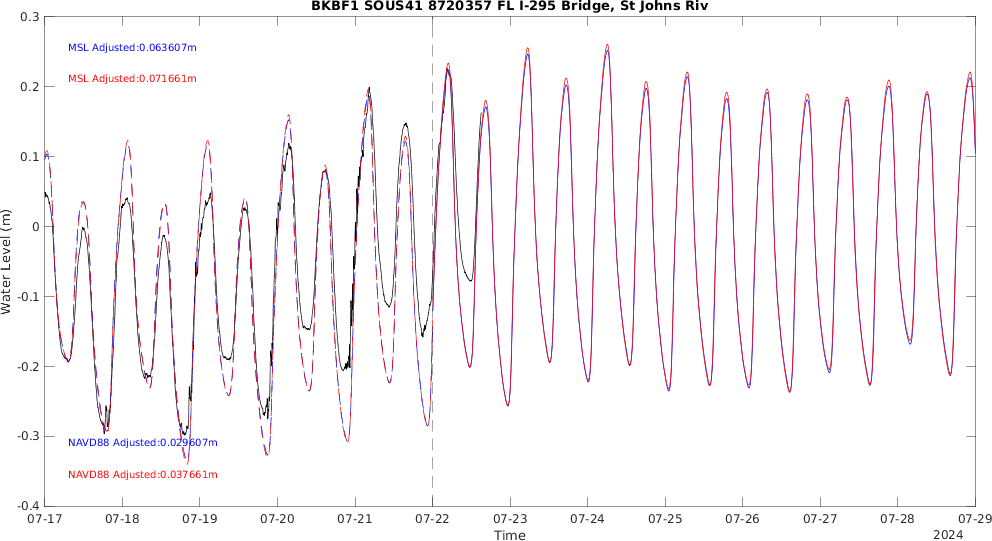 BKBF1 SOUS41 8720357 FL I-295 Bridge, St Johns Riv
0.3
MSL Adjusted:0.063607m
MSL Adjusted:0.071661m
0.2
0.1
0
-0.1
-0.2
-0.3
NAVD88 Adjusted:0.029607m
NAVD88 Adjusted:0.037661m
-0.4
Water Level (m)
07-17 07-18 07-19 07-20 07-21 07-22 07-23 07-24 07-25 07-26 07-27 07-28 07-29
Time
2024